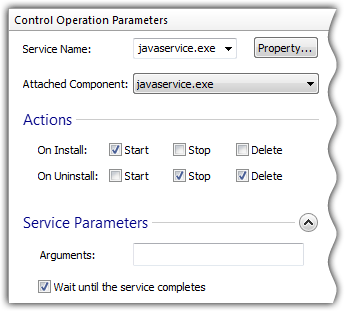 Control Operation Parameters
Service Name: javaservice.exe Property...
Attached Component: javaservice.exe
Actions
On Install: Start Stop Delete
On Uninstall: Start Stop Delete
Service Parameters
Arguments:
Wait until the service completes